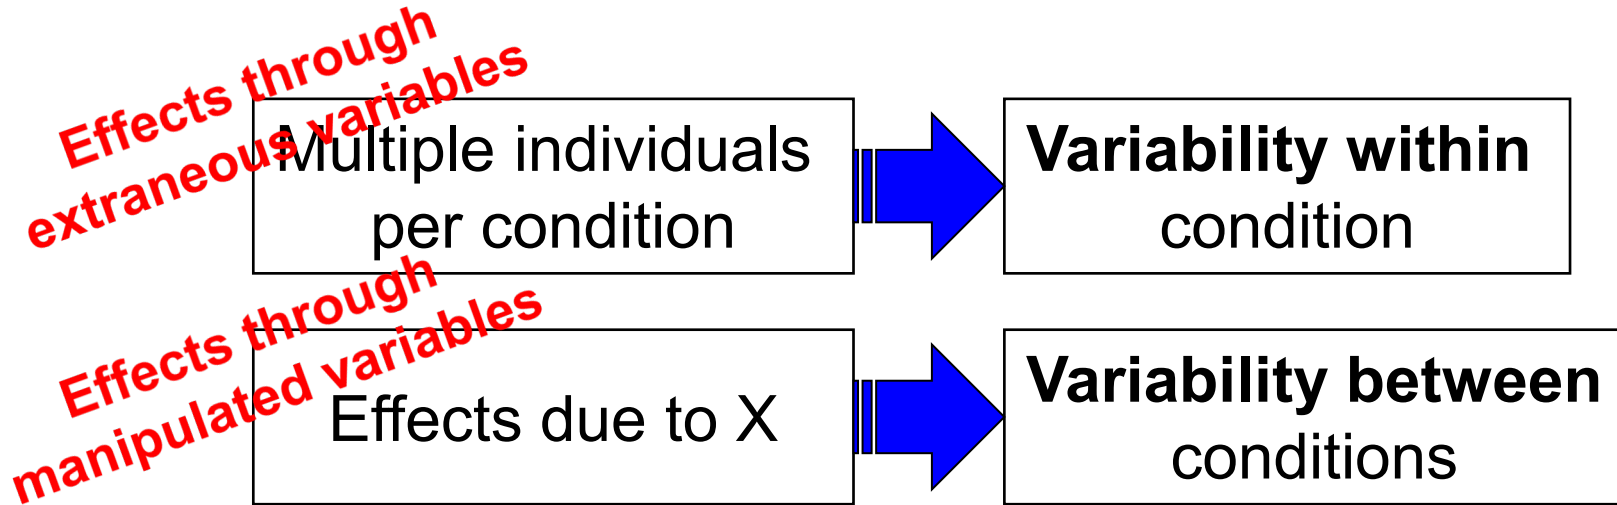 Effects through
extraneous variables
Multiple individuals
per condition
Variability within
condition
Effects through
manipulated variables
Effects due to X
Variability between
conditions